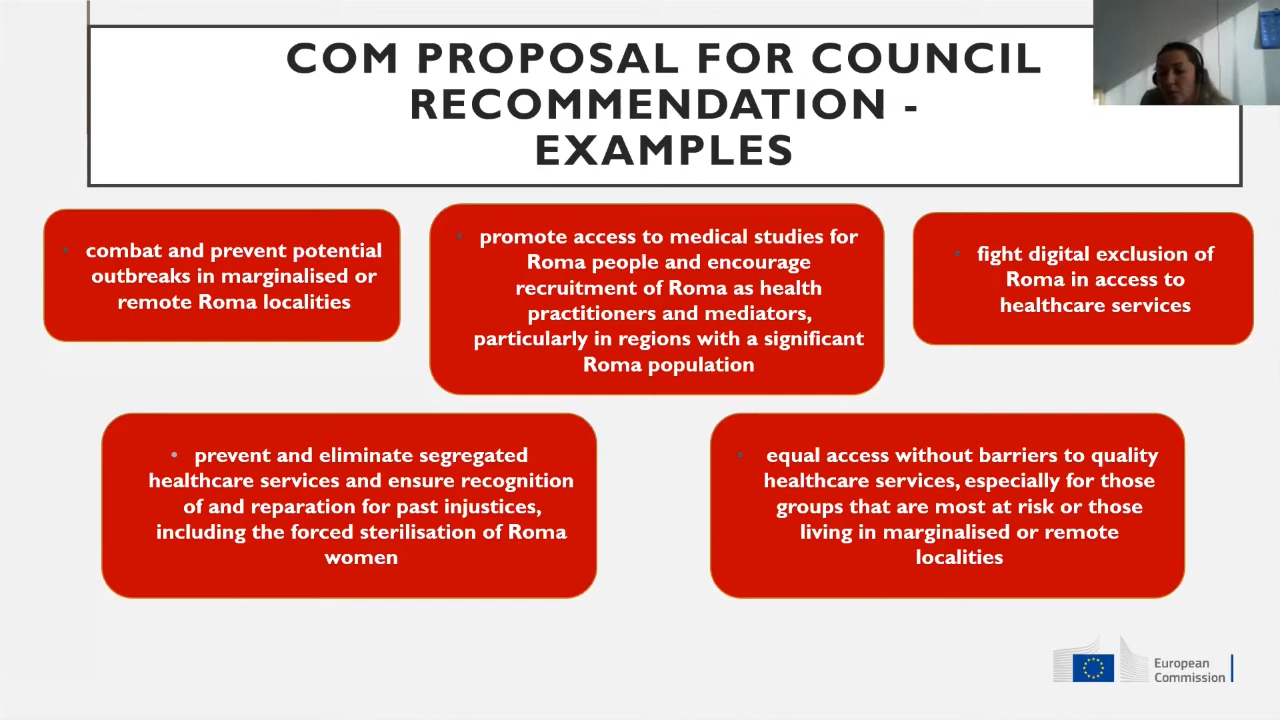 COM PROPOSAL FOR COUNCIL
RECOMMENDATION -
EXAMPLES
• combat and prevent potential
outbreaks in marginalised or
remote Roma localities
• promote access to medical studies for
Roma people and encourage
recruitment of Roma as health
practitioners and mediators,
particularly in regions with a significant
Roma population
• fight digital exclusion of
Roma in access to
healthcare services
• prevent and eliminate segregated
healthcare services and ensure recognition
of and reparation for past injustices,
including the forced sterilisation of Roma
women
• equal access without barriers to quality
healthcare services, especially for those
groups that are most at risk or those
living in marginalised or remote
localities
European
Commission